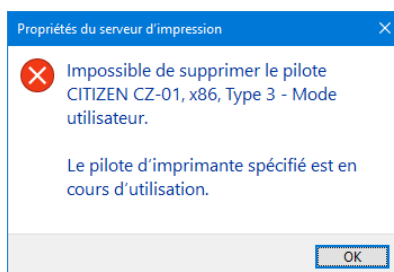 Propriétés du serveur d'impression
Impossible de supprimer le pilote
CITIZEN CZ-01, x86, Type 3 - Mode
utilisateur.
Le pilote d'imprimante spécifié est en
cours d'utilisation.
OK